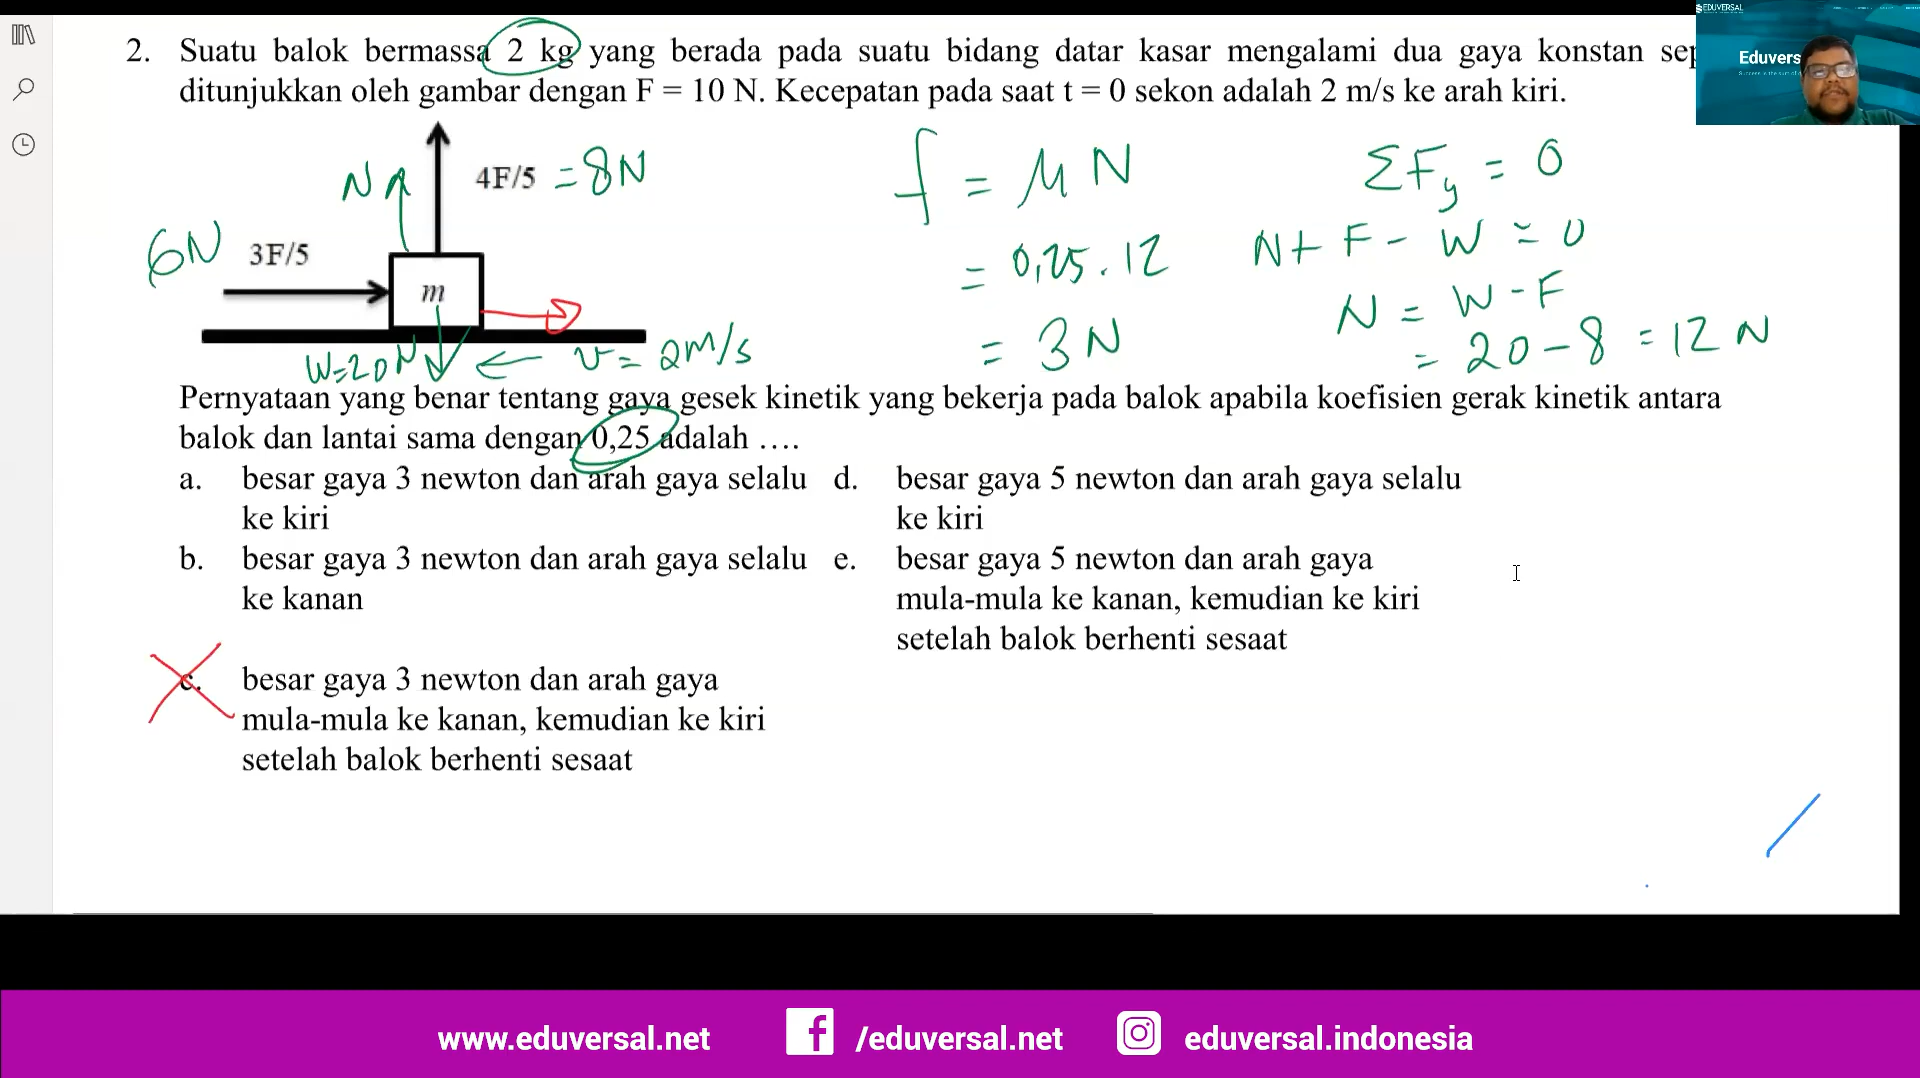 EDUVERSAL
Eduvers
2. Suatu balok bermassa 2 kg yang berada pada suatu bidang datar kasar mengalami dua gaya konstan sep
ditunjukkan oleh gambar dengan F = 10 N. Kecepatan pada saat t = 0 sekon adalah 2 m/s ke arah kiri.
N
4F/5 = 8N
6N
3F/5
m
W=20N
v = 2m/s
f = μ N
= 0,25 . 12
= 3 N
ΣFy = 0
N + F - W = 0
N = W - F
= 20 - 8 = 12 N
Pernyataan yang benar tentang gaya gesek kinetik yang bekerja pada balok apabila koefisien gerak kinetik antara
balok dan lantai sama dengan 0,25 adalah ….
a. besar gaya 3 newton dan arah gaya selalu
ke kiri
b. besar gaya 3 newton dan arah gaya selalu
ke kanan
c. besar gaya 3 newton dan arah gaya
mula-mula ke kanan, kemudian ke kiri
setelah balok berhenti sesaat
d. besar gaya 5 newton dan arah gaya selalu
ke kiri
e. besar gaya 5 newton dan arah gaya
mula-mula ke kanan, kemudian ke kiri
setelah balok berhenti sesaat
www.eduversal.net
/eduversal.net
eduversal.indonesia